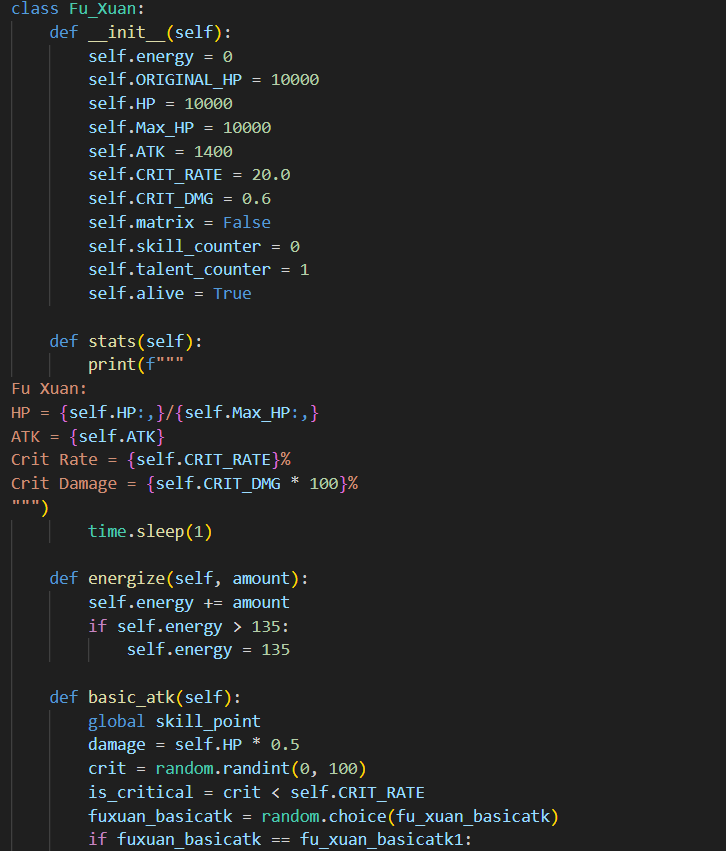 class Fu_Xuan:
    def __init__(self):
        self.energy = 0
        self.ORIGINAL_HP = 10000
        self.HP = 10000
        self.Max_HP = 10000
        self.ATK = 1400
        self.CRIT_RATE = 20.0
        self.CRIT_DMG = 0.6
        self.matrix = False
        self.skill_counter = 0
        self.talent_counter = 1
        self.alive = True

    def stats(self):
        print(f"""
Fu Xuan:
HP = {self.HP:,}/{self.Max_HP:,}
ATK = {self.ATK}
Crit Rate = {self.CRIT_RATE}%
Crit Damage = {self.CRIT_DMG * 100}%
""")
        time.sleep(1)

    def energize(self, amount):
        self.energy += amount
        if self.energy > 135:
            self.energy = 135

    def basic_atk(self):
        global skill_point
        damage = self.HP * 0.5
        crit = random.randint(0, 100)
        is_critical = crit < self.CRIT_RATE
        fuxuan_basicatk = random.choice(fu_xuan_basicatk)
        if fuxuan_basicatk == fu_xuan_basicatk1: